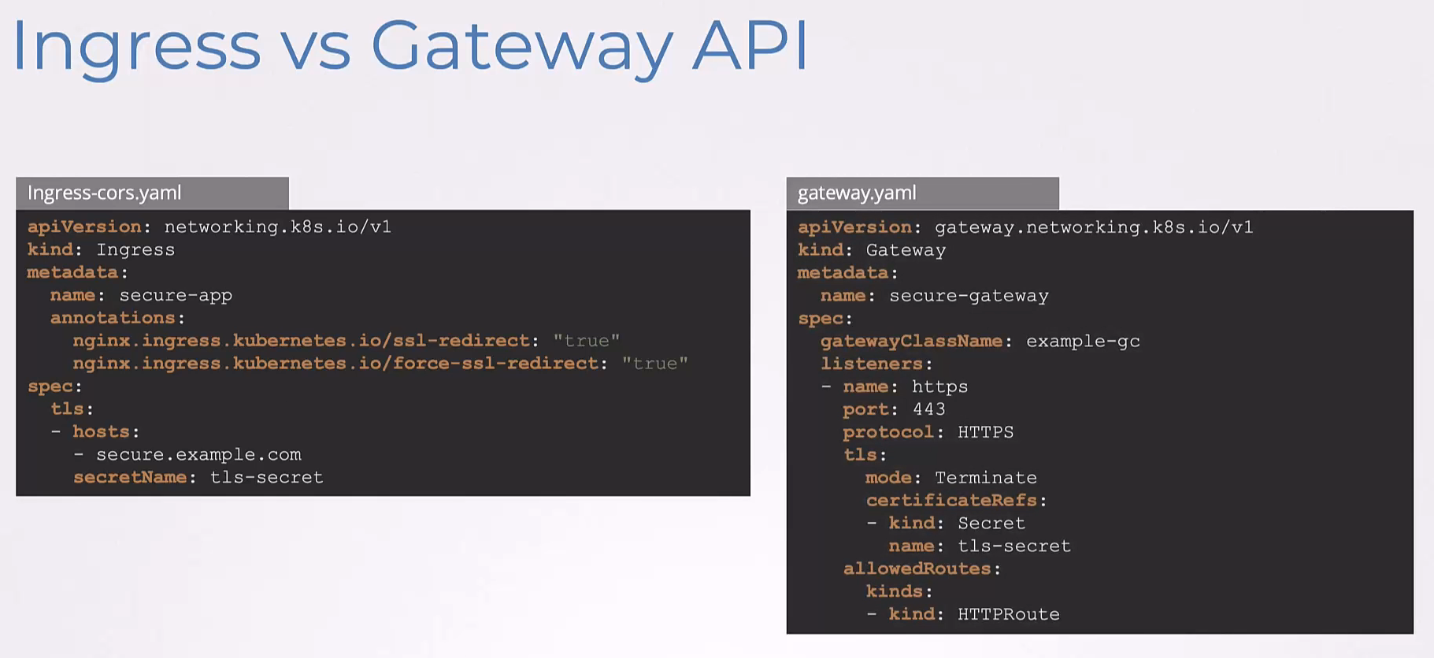 Ingress vs Gateway API
Ingress-cors.yaml
apiVersion: networking.k8s.io/v1
kind: Ingress
metadata:
  name: secure-app
  annotations:
    nginx.ingress.kubernetes.io/ssl-redirect: "true"
    nginx.ingress.kubernetes.io/force-ssl-redirect: "true"
spec:
  tls:
  - hosts:
    - secure.example.com
    secretName: tls-secret
gateway.yaml
apiVersion: gateway.networking.k8s.io/v1
kind: Gateway
metadata:
  name: secure-gateway
spec:
  gatewayClassName: example-gc
  listeners:
  - name: https
    port: 443
    protocol: HTTPS
    tls:
      mode: Terminate
      certificateRefs:
      - kind: Secret
        name: tls-secret
    allowedRoutes:
      kinds:
      - kind: HTTPRoute